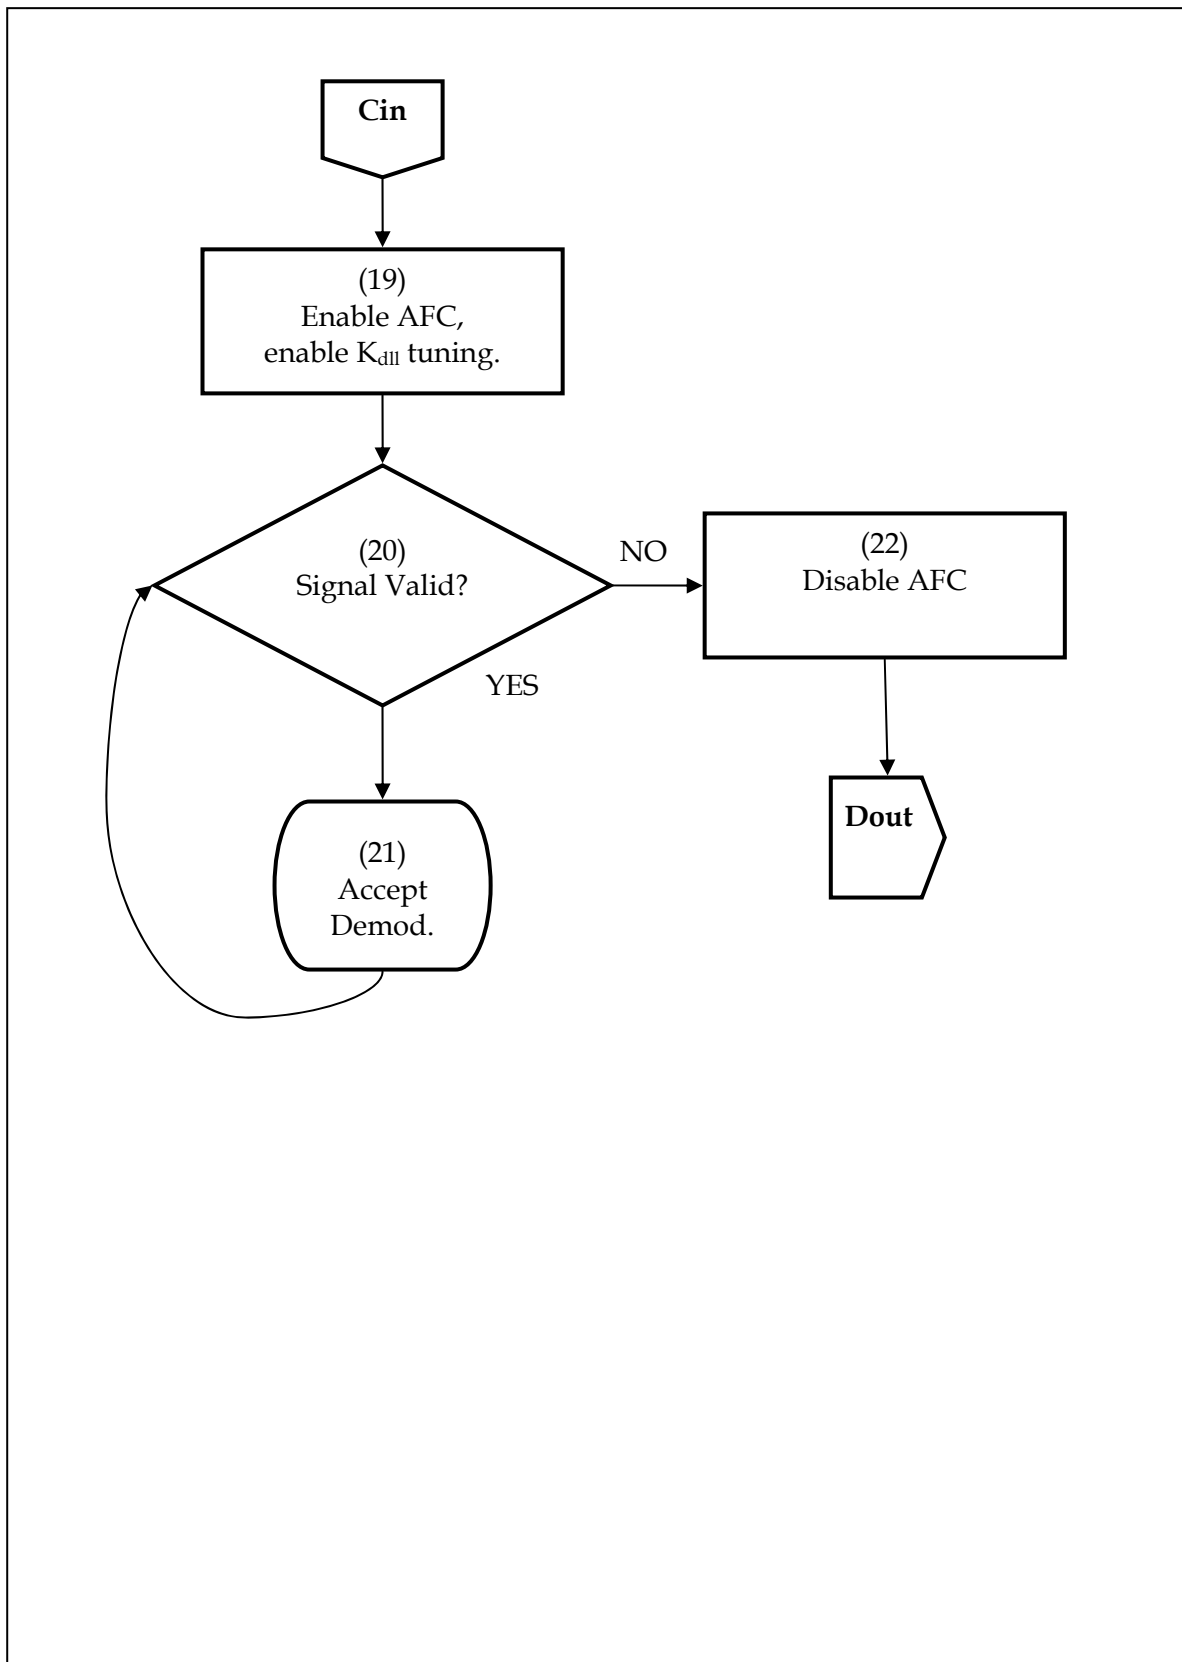 Cin
(19)
Enable AFC,
enable Kdll tuning.
(20)
Signal Valid?
NO
(22)
Disable AFC
YES
(21)
Accept
Demod.
Dout